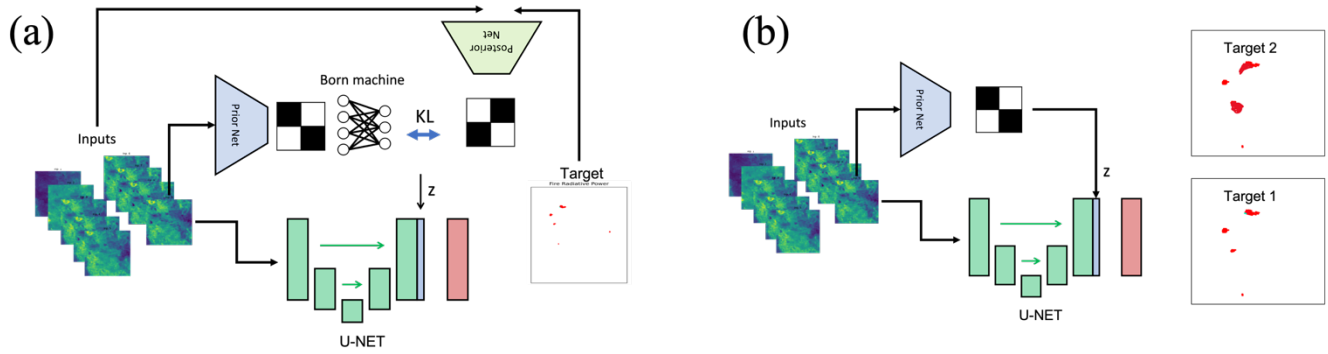 (a)
Posterior
Net
Born machine
Prior Net
KL
Inputs
z
Target
Fire Radiative Power
U-NET
(b)
Target 2
Prior Net
Inputs
z
Target 1
U-NET